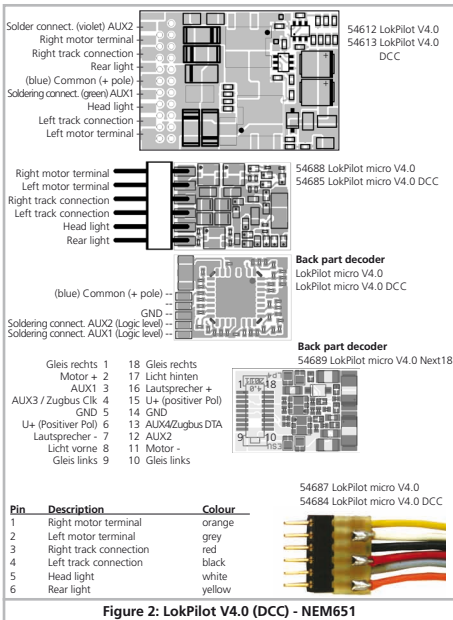 Solder connect. (violet) AUX2
Right motor terminal
Right track connection
Rear light
(blue) Common (+ pole)
Soldering connect. (green) AUX1
Head light
Left track connection
Left motor terminal
54612 LokPilot V4.0
54613 LokPilot V4.0
DCC
Right motor terminal
Left motor terminal
Right track connection
Left track connection
Head light
Rear light
54688 LokPilot micro V4.0
54685 LokPilot micro V4.0 DCC
Back part decoder
LokPilot micro V4.0
LokPilot micro V4.0 DCC
(blue) Common (+ pole) --
--
GND --
Soldering connect. AUX2 (Logic level) --
Soldering connect. AUX1 (Logic level) --
Back part decoder
54689 LokPilot micro V4.0 Next18
Gleis rechts 1 18 Gleis rechts
Motor + 2 17 Licht hinten
AUX1 3 16 Lautsprecher +
AUX3 / Zugbus Clk 4 15 U+ (positiver Pol)
GND 5 14 GND
U+ (Positiver Pol) 6 13 AUX4/Zugbus DTA
Lautsprecher - 7 12 AUX2
Licht vorne 8 11 Motor -
Gleis links 9 10 Gleis links
1 18
9 10
ESU
54687 LokPilot micro V4.0
54684 LokPilot micro V4.0 DCC
Pin Description Colour
1 Right motor terminal orange
2 Left motor terminal grey
3 Right track connection red
4 Left track connection black
5 Head light white
6 Rear light yellow
Figure 2: LokPilot V4.0 (DCC) - NEM651